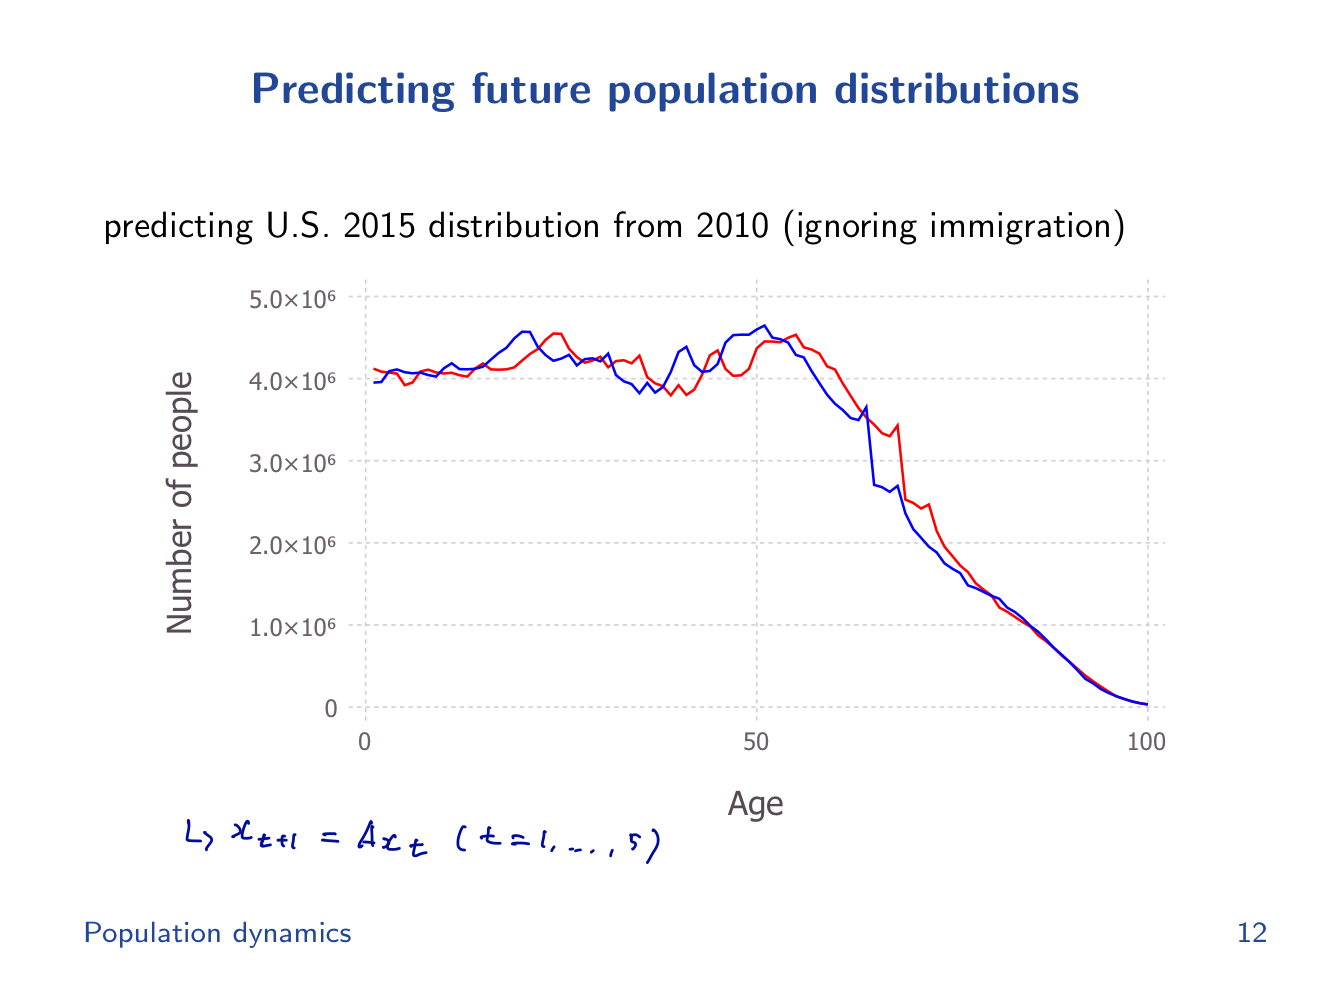 Predicting future population distributions
predicting U.S. 2015 distribution from 2010 (ignoring immigration)
5.0×10⁶
4.0×10⁶
3.0×10⁶
2.0×10⁶
1.0×10⁶
0
Number of people
0 50 100
Age
↳ x_{t+1} = Ax_t (t=1, ..., 5)
Population dynamics 12